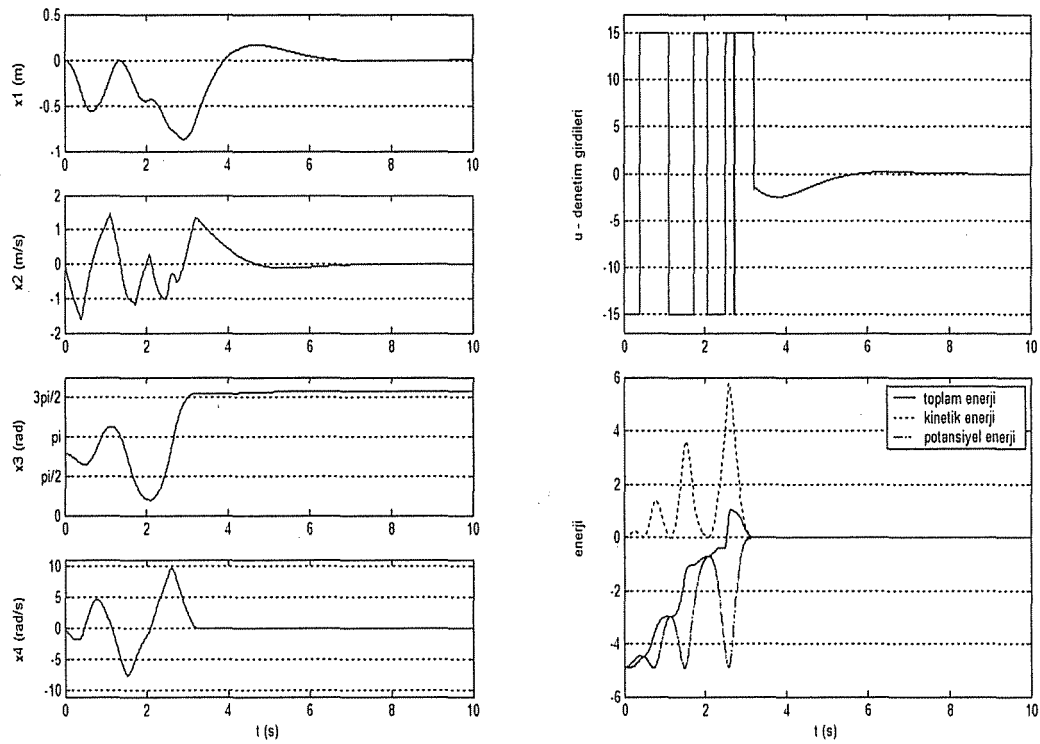 0.5
0
-0.5
-1
x1 (m)
0 2 4 6 8 10
2
1
0
-1
-2
x2 (m/s)
0 2 4 6 8 10
3pi/2
pi
pi/2
0
x3 (rad)
0 2 4 6 8 10
10
5
0
-5
-10
x4 (rad/s)
0 2 4 6 8 10
t (s)
15
10
5
0
-5
-10
-15
u - denetim girdileri
0 2 4 6 8 10
6
4
2
0
-2
-4
-6
enerji
toplam enerji
kinetik enerji
potansiyel enerji
0 2 4 6 8 10
t (s)